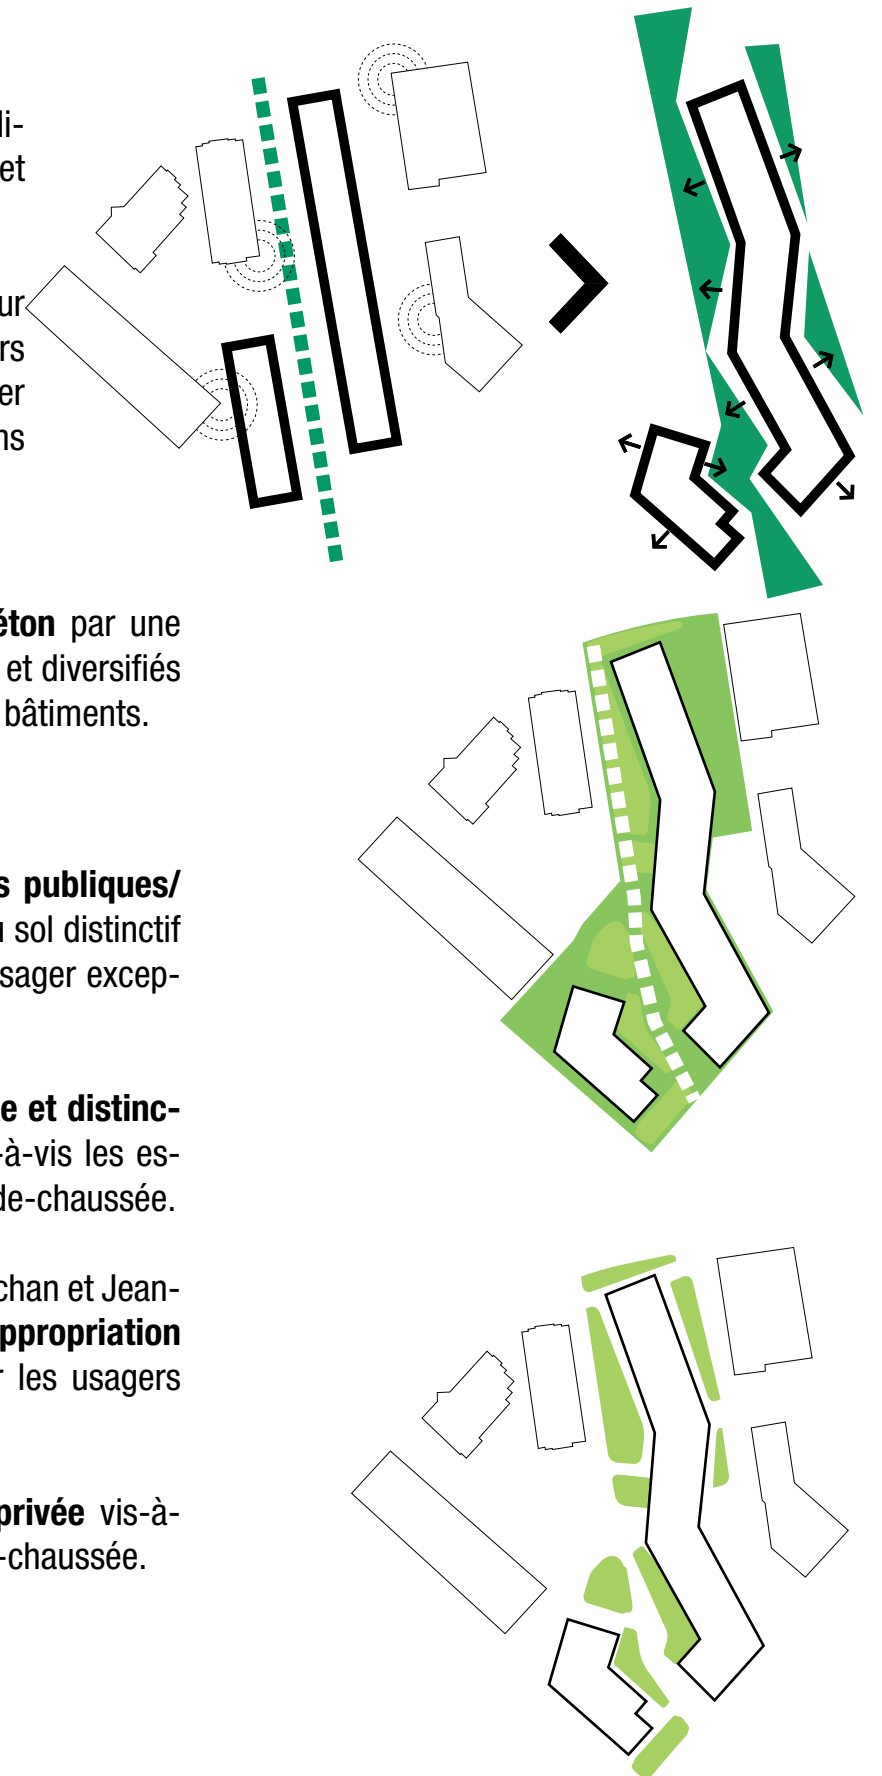 li-
et
ur
rs
er
ns
éton par une
et diversifiés
bâtiments.
s publiques/
u sol distinctif
sager excep-
e et distinc-
-à-vis les es-
de-chaussée.
chan et Jean-
ppropriation
r les usagers
privée vis-à-
-chaussée.